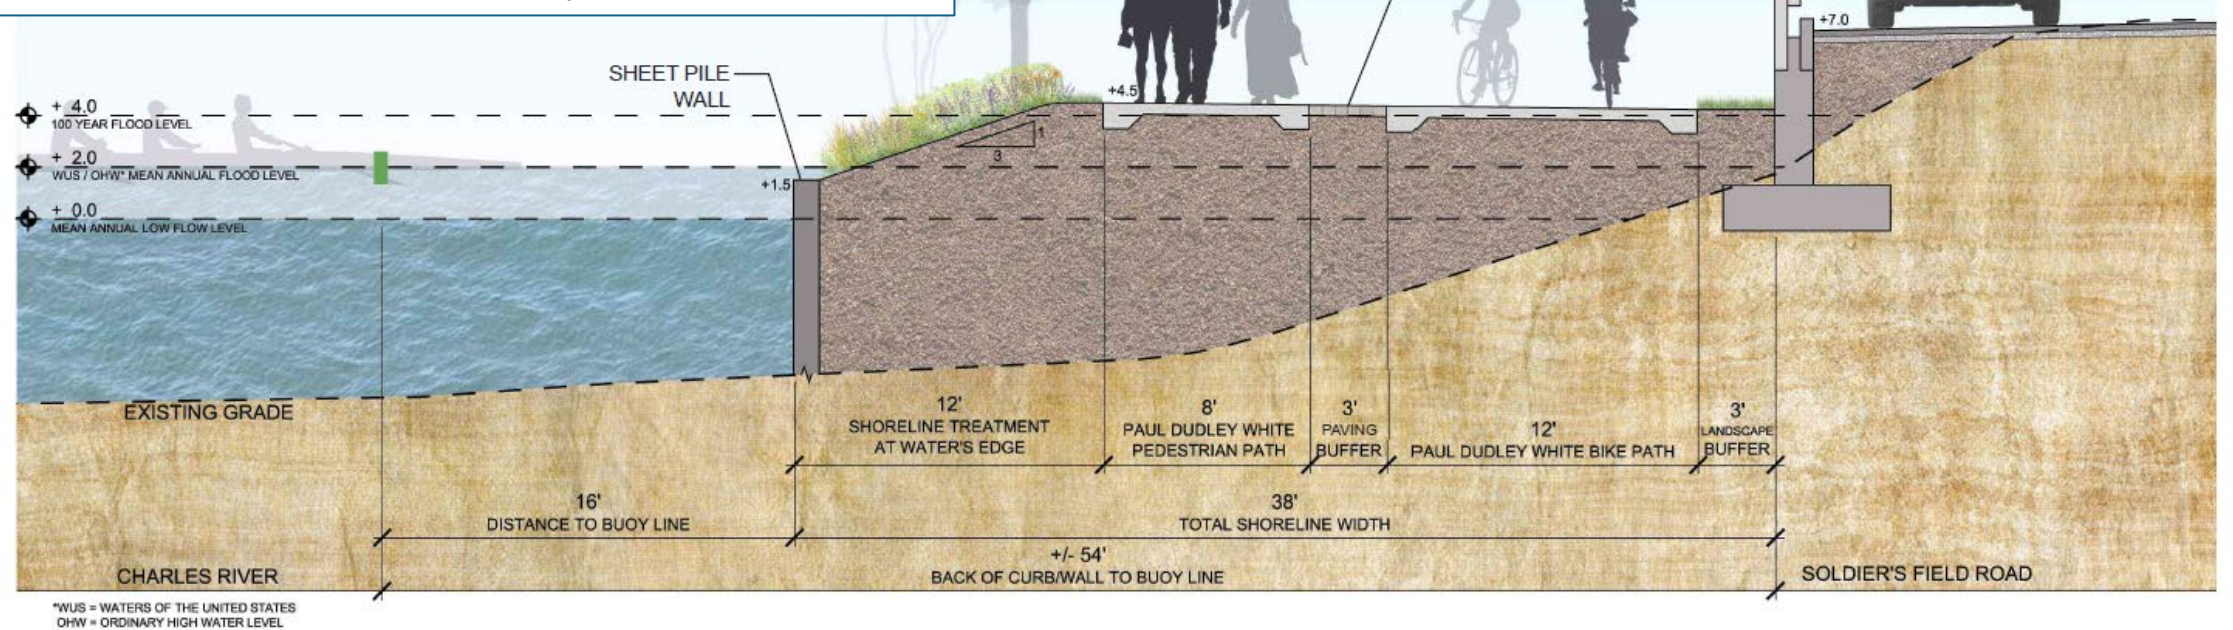 +7.0
SHEET PILE
WALL
+4.5
+ 4.0
100 YEAR FLOOD LEVEL
1
3
+ 2.0
WUS / OHW* MEAN ANNUAL FLOOD LEVEL
+1.5
+ 0.0
MEAN ANNUAL LOW FLOW LEVEL
EXISTING GRADE
12'
SHORELINE TREATMENT
AT WATER'S EDGE
8'
PAUL DUDLEY WHITE
PEDESTRIAN PATH
3'
PAVING
BUFFER
12'
PAUL DUDLEY WHITE BIKE PATH
3'
LANDSCAPE
BUFFER
16'
DISTANCE TO BUOY LINE
38'
TOTAL SHORELINE WIDTH
+/- 54'
BACK OF CURB/WALL TO BUOY LINE
CHARLES RIVER
SOLDIER'S FIELD ROAD
*WUS = WATERS OF THE UNITED STATES
OHW = ORDINARY HIGH WATER LEVEL